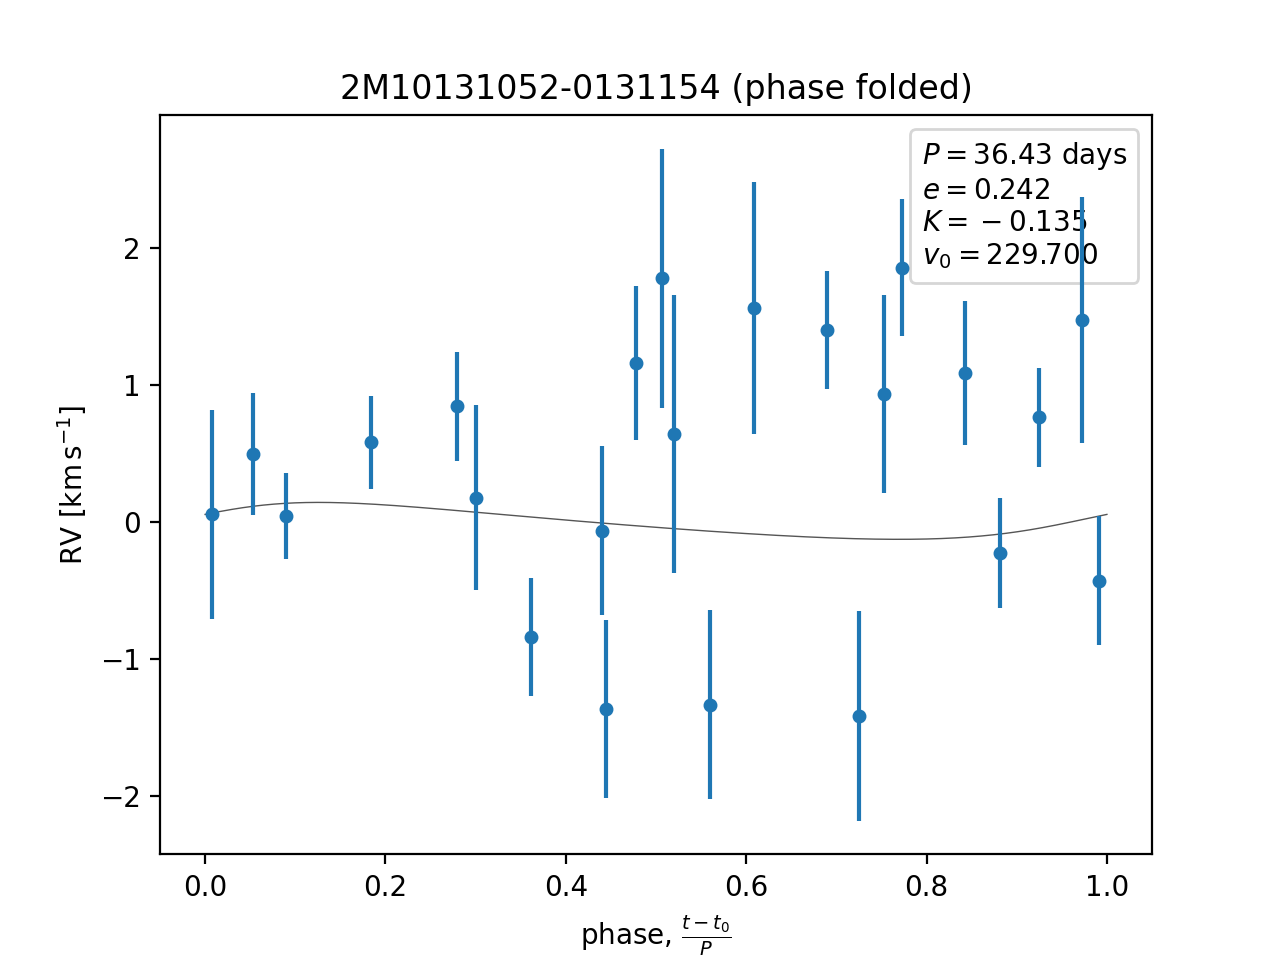 2M10131052-0131154 (phase folded)
P = 36.43 days
e = 0.242
K = −0.135
v₀ = 229.700
2
1
0
−1
−2
RV [km s⁻¹]
0.0 0.2 0.4 0.6 0.8 1.0
phase, (t − t₀)/P